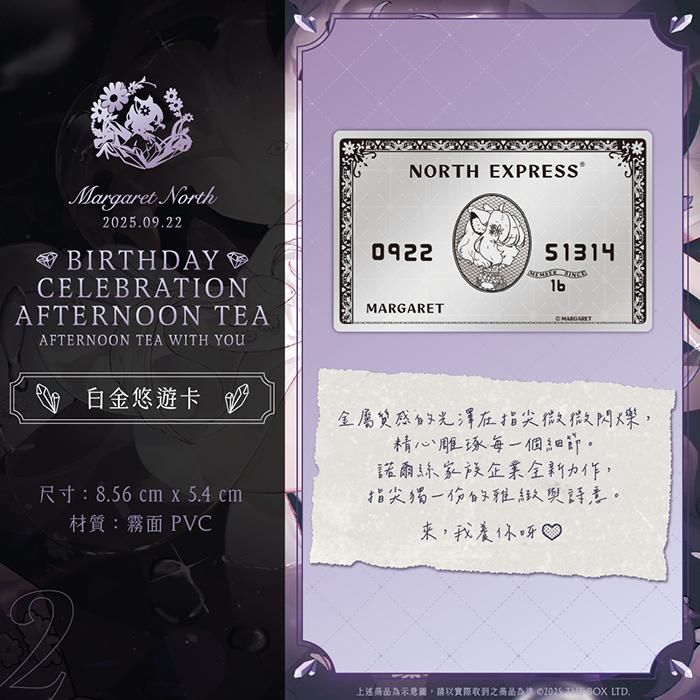 Margaret North
2025.09.22
BIRTHDAY
CELEBRATION
AFTERNOON TEA
AFTERNOON TEA WITH YOU
白金悠遊卡
尺寸：8.56 cm x 5.4 cm
材質：霧面 PVC
2
NORTH EXPRESS®
0922 51314
MEMBER SINCE
16
MARGARET
© MARGARET
金屬質感的光澤在指尖微微閃爍，
精心雕琢每一個細節。
諾爾絲家族企業全新力作，
指尖獨一份的雅緻與詩意。
來，我養你呀
上述商品為示意圖，請以實際收到之商品為準 ©2025 THE BOX LTD.